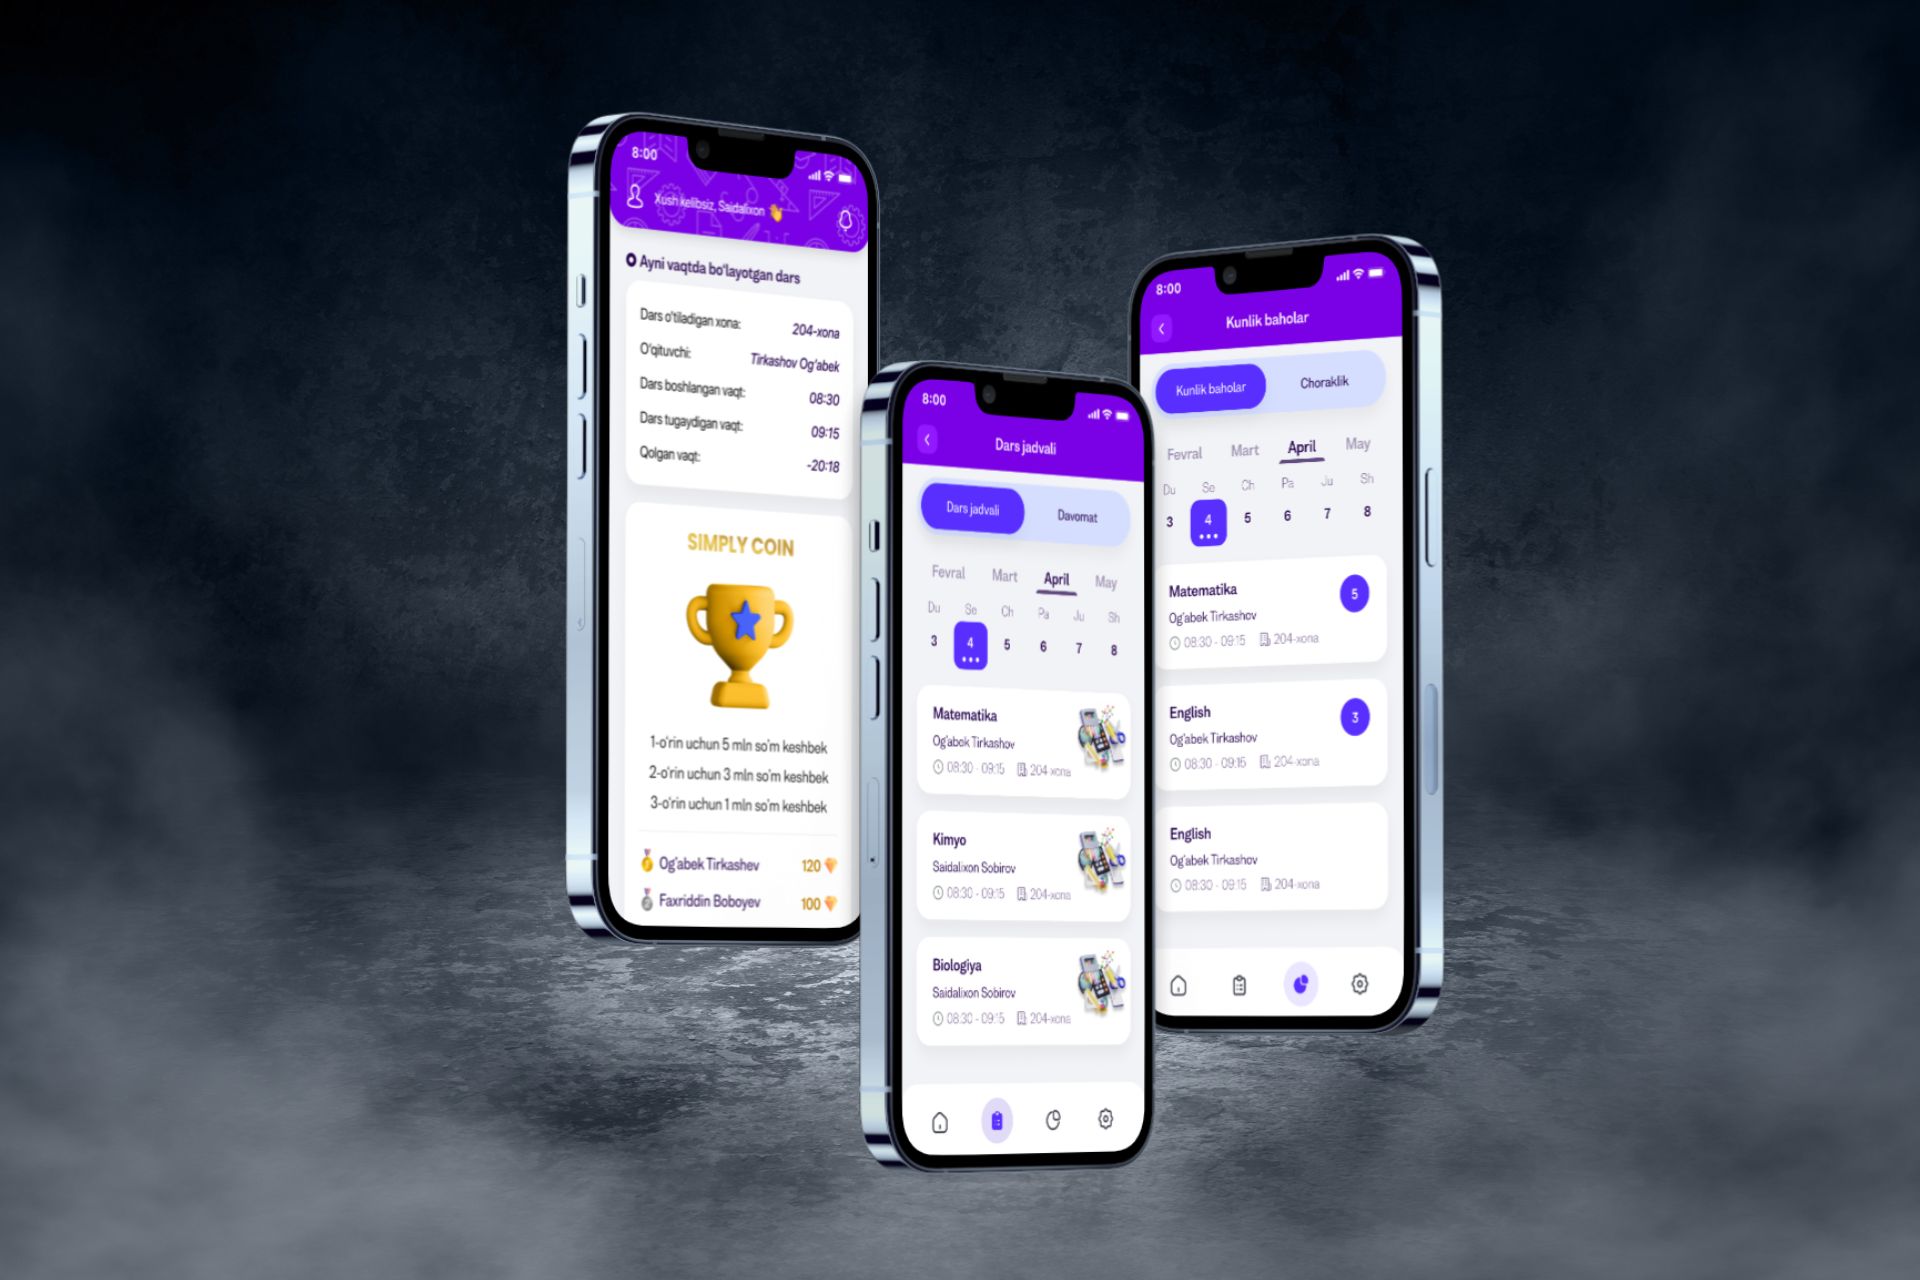 8:00
Xush kelibsiz, Saidalixon
Ayni vaqtda bo'layotgan dars
Dars o'tiladigan xona: 204-xona
O'qituvchi: Tirkashov Og'abek
Dars boshlangan vaqt: 08:30
Dars tugaydigan vaqt: 09:15
Qolgan vaqt: -20:18
SIMPLY COIN
1-o'rin uchun 5 mln so'm keshbek
2-o'rin uchun 3 mln so'm keshbek
3-o'rin uchun 1 mln so'm keshbek
Og'abek Tirkashev 120
Faxriddin Boboyev 100
8:00
Dars jadvali
Dars jadvali Davomat
Fevral Mart April May
Du Se Ch Pa Ju Sh
3 4 5 6 7 8
Matematika
Og'abek Tirkashov
08:30 - 09:15 204-xona
Kimyo
Saidalixon Sobirov
08:30 - 09:15 204-xona
Biologiya
Saidalixon Sobirov
08:30 - 09:15 204-xona
8:00
Kunlik baholar
Kunlik baholar Choraklik
Fevral Mart April May
Du Se Ch Pa Ju Sh
3 4 5 6 7 8
Matematika 5
Og'abek Tirkashov
08:30 - 09:15 204-xona
English 3
Og'abek Tirkashov
08:30 - 09:15 204-xona
English
Og'abek Tirkashov
08:30 - 09:15 204-xona